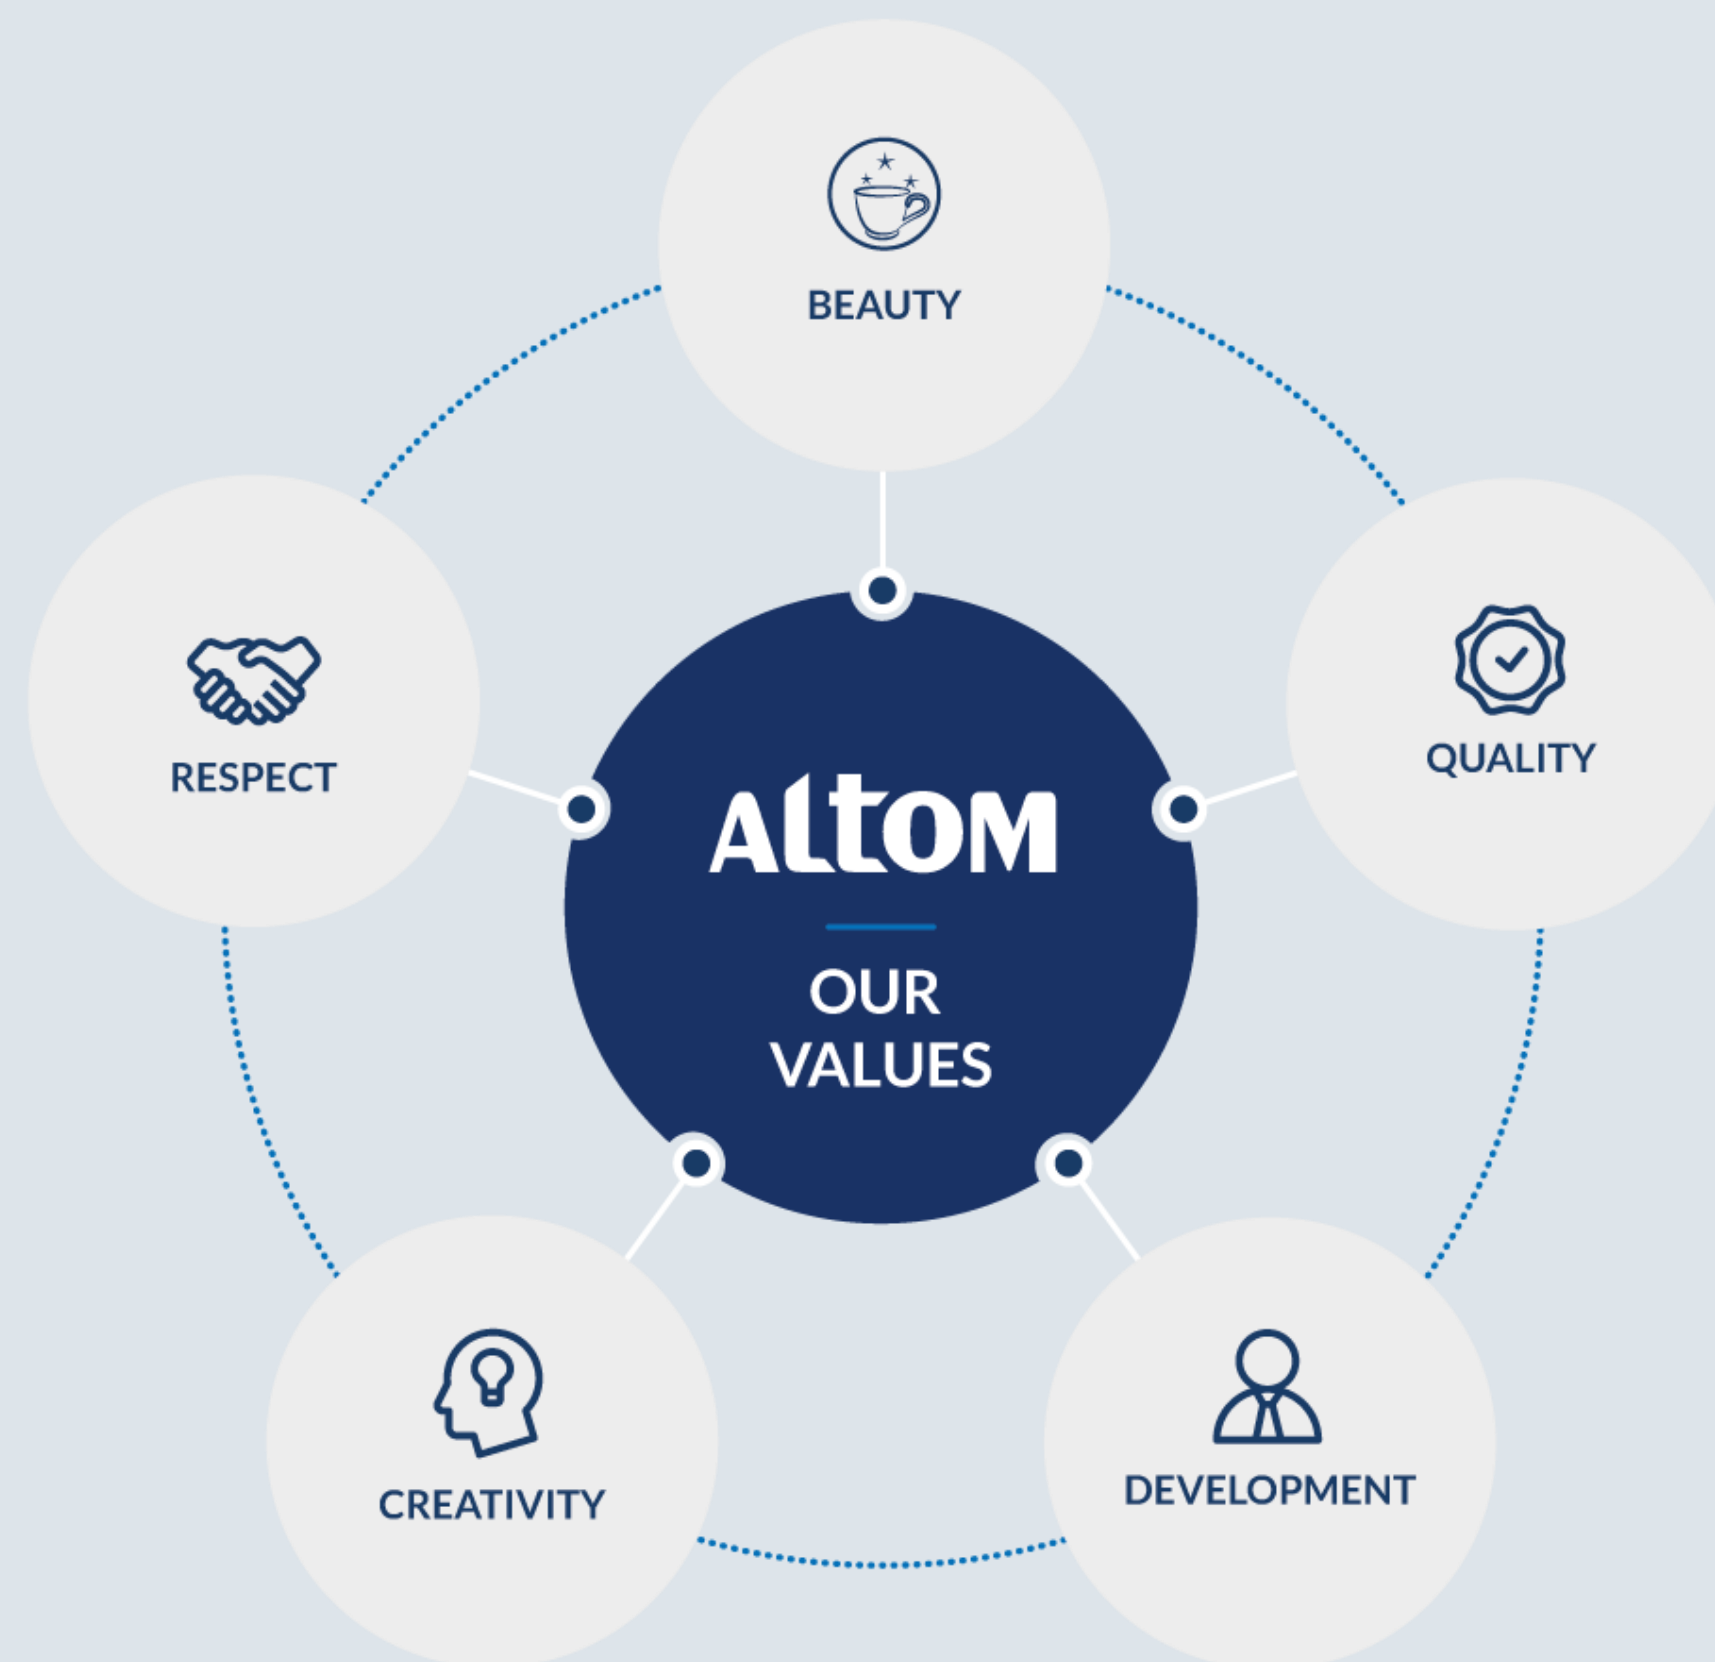 BEAUTY
RESPECT
QUALITY
ALTOM
OUR
VALUES
CREATIVITY
DEVELOPMENT